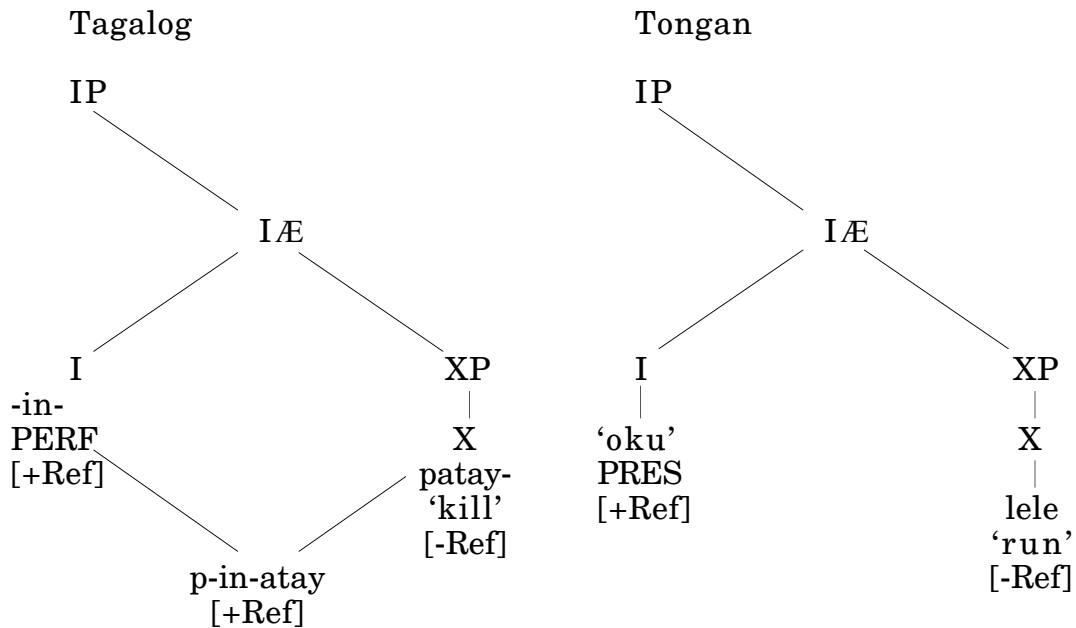 Tagalog
IP
IÆ
I
-in-
PERF
[+Ref]
XP
X
patay-
‘kill’
[-Ref]
p-in-atay
[+Ref]
Tongan
IP
IÆ
I
‘oku’
PRES
[+Ref]
XP
X
lele
‘run’
[-Ref]